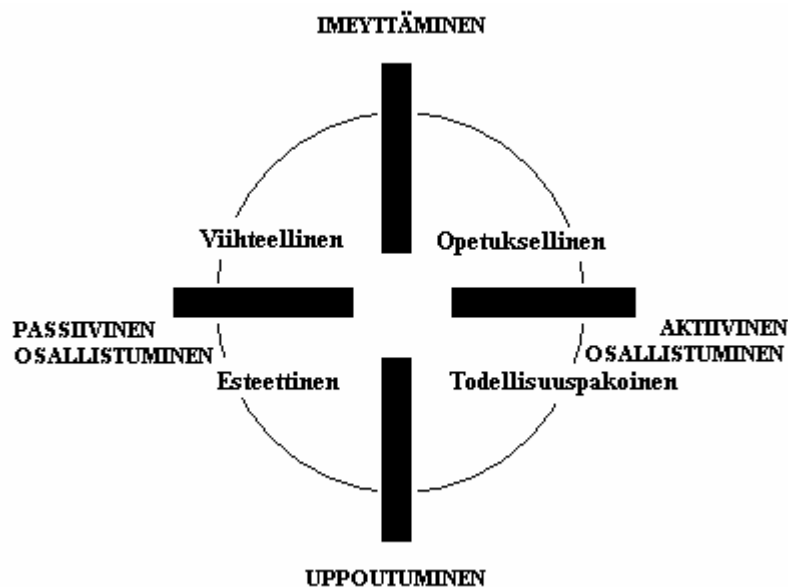 IMEYTTÄMINEN
Viihteellinen
Opetuksellinen
PASSIIVINEN
OSALLISTUMINEN
AKTIIVINEN
OSALLISTUMINEN
Esteettinen
Todellisuuspakoinen
UPPOUTUMINEN